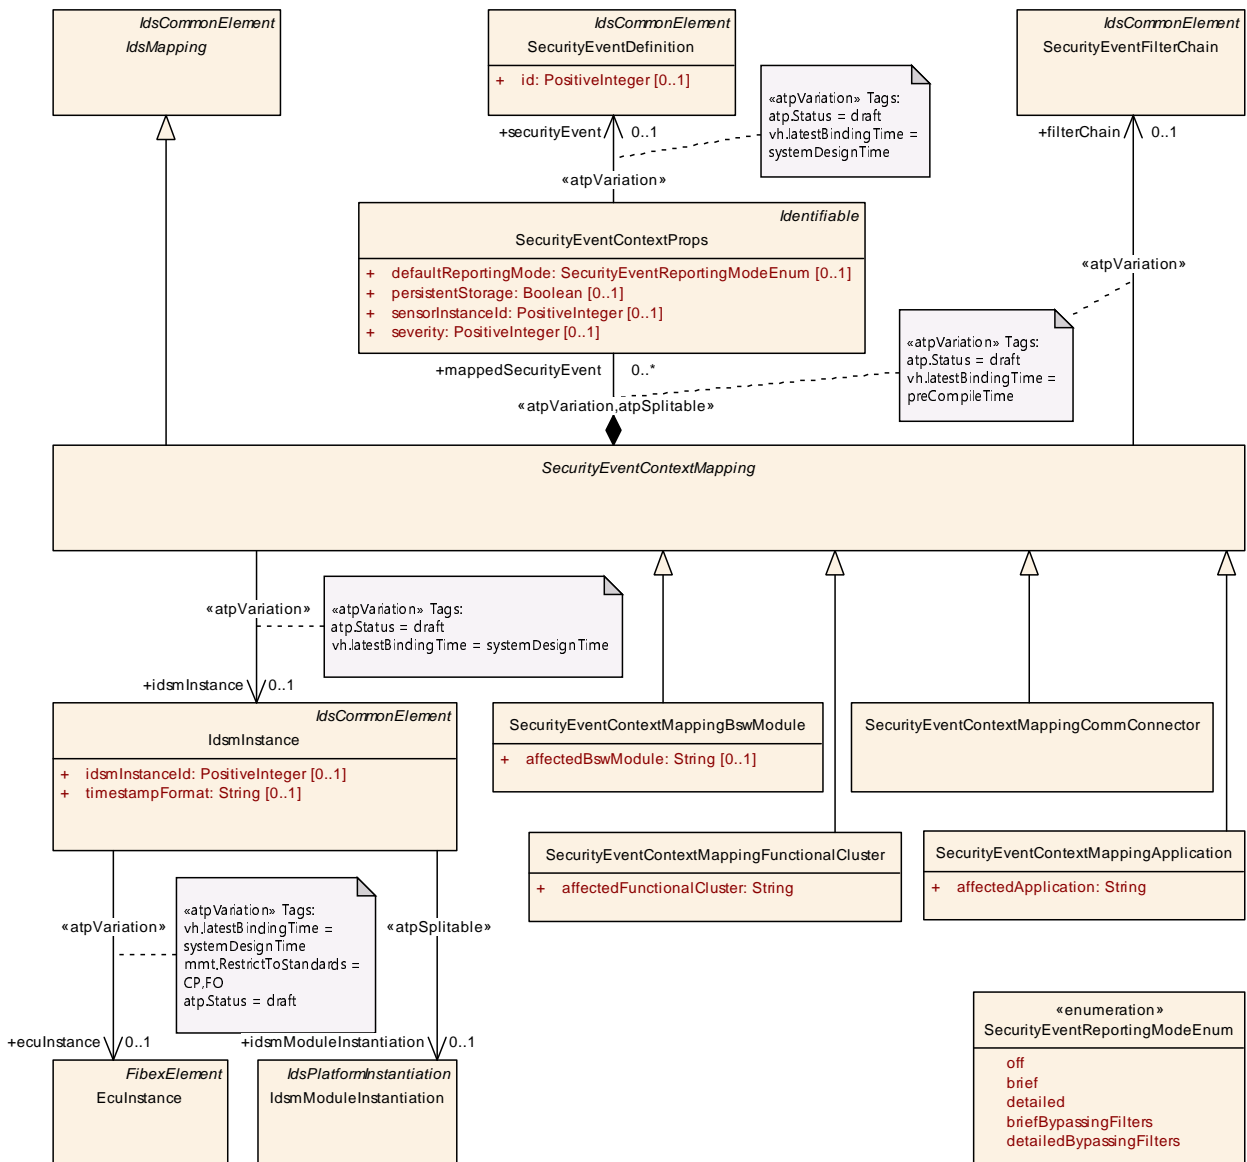 IdsCommonElement
IdsMapping
IdsCommonElement
SecurityEventDefinition
+ id: PositiveInteger [0..1]
IdsCommonElement
SecurityEventFilterChain
«atpVariation» Tags:
atp.Status = draft
vh.latestBindingTime =
systemDesignTime
+securityEvent 0..1
+filterChain 0..1
«atpVariation»
Identifiable
SecurityEventContextProps
+ defaultReportingMode: SecurityEventReportingModeEnum [0..1]
+ persistentStorage: Boolean [0..1]
+ sensorInstanceId: PositiveInteger [0..1]
+ severity: PositiveInteger [0..1]
«atpVariation»
«atpVariation» Tags:
atp.Status = draft
vh.latestBindingTime =
preCompileTime
+mappedSecurityEvent 0..*
«atpVariation,atpSplitable»
SecurityEventContextMapping
«atpVariation»
«atpVariation» Tags:
atp.Status = draft
vh.latestBindingTime = systemDesignTime
+idsmInstance 0..1
IdsCommonElement
IdsmInstance
+ idsmInstanceId: PositiveInteger [0..1]
+ timestampFormat: String [0..1]
SecurityEventContextMappingBswModule
+ affectedBswModule: String [0..1]
SecurityEventContextMappingCommConnector
SecurityEventContextMappingFunctionalCluster
+ affectedFunctionalCluster: String
SecurityEventContextMappingApplication
+ affectedApplication: String
«atpVariation»
«atpVariation» Tags:
vh.latestBindingTime =
systemDesignTime
mmt.RestrictToStandards =
CP,FO
atp.Status = draft
«atpSplitable»
+ecuInstance 0..1
+idsmModuleInstantiation 0..1
FibexElement
EcuInstance
IdsPlatformInstantiation
IdsmModuleInstantiation
«enumeration»
SecurityEventReportingModeEnum
off
brief
detailed
briefBypassingFilters
detailedBypassingFilters